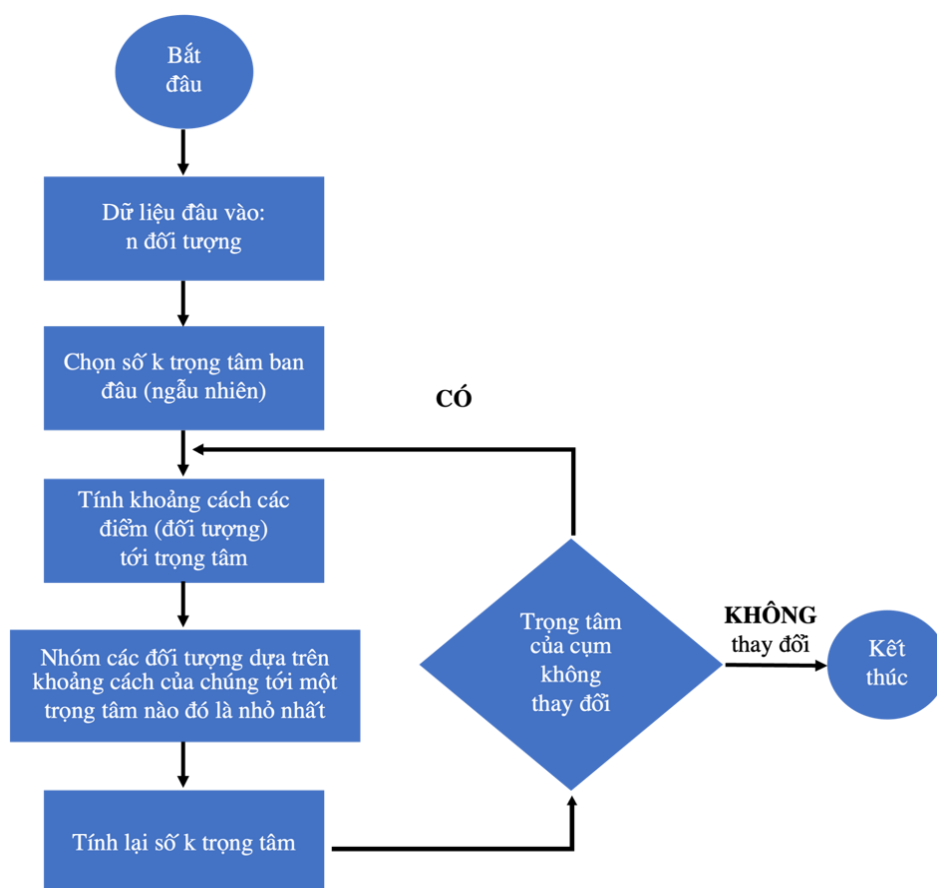 Bắt
đâu
Dữ liệu đâu vào:
n đối tượng
Chọn số k trọng tâm ban
đâu (ngẫu nhiên)
CÓ
Tính khoảng cách các
điểm (đối tượng)
tới trọng tâm
Nhóm các đối tượng dựa trên
khoảng cách của chúng tới một
trọng tâm nào đó là nhỏ nhất
Tính lại số k trọng tâm
Trọng tâm
của cụm
không
thay đổi
KHÔNG
thay đổi
Kết
thúc